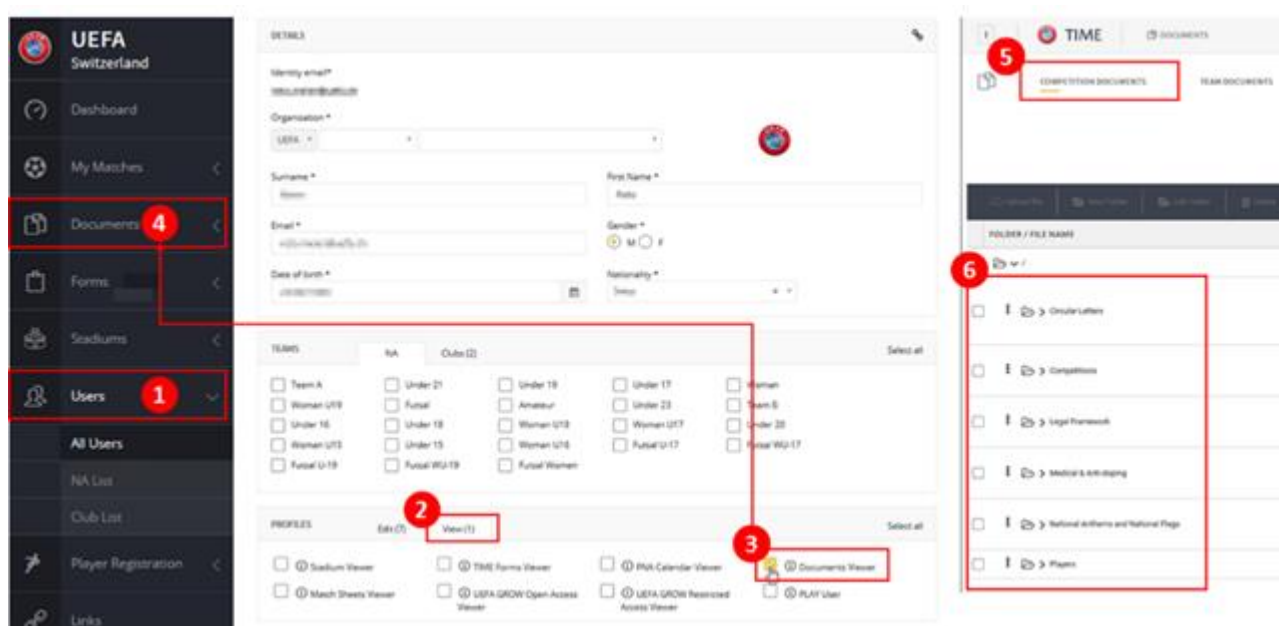 UEFA
Switzerland
Dashboard
My Matches
Documents
4
Forms
Stadiums
Users
1
All Users
NA List
Club List
Player Registration
Links
DETAILS
Identity email*
Organisation *
UEFA
Surname *
First Name *
Email *
Gender *
M F
Date of birth *
Nationality *
TEAMS
NA
Clubs (2)
Select all
Team A Under 21 Under 19 Under 17 Woman
Woman U19 Futsal Amateur Under 23 Team B
Under 16 Under 18 Woman U18 Woman U17 Under 20
Woman U15 Under 15 Woman U16 Futsal U-17 Futsal WU-17
Futsal U-19 Futsal WU-19 Futsal Women
2
PROFILES
Edit (7)
View (1)
Select all
3
Stadium Viewer TIME Forms Viewer PNA Calendar Viewer Documents Viewer
Match Sheets Viewer UEFA GROW Open Access UEFA GROW Restricted PLAY User
Viewer Access Viewer
TIME
DOCUMENTS
5
COMPETITION DOCUMENTS
TEAM DOCUMENTS
FOLDER / FILE NAME
6
/
Circular Letters
Competitions
Legal Framework
Medical & Anti-doping
National Anthems and National Flags
Players